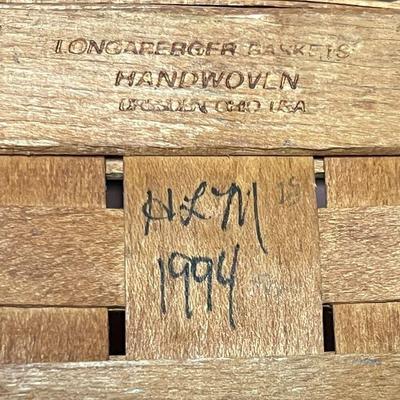 LONGABERGER BASKETS
HANDWOVEN
DRESDEN OHIO USA
HLM
1994